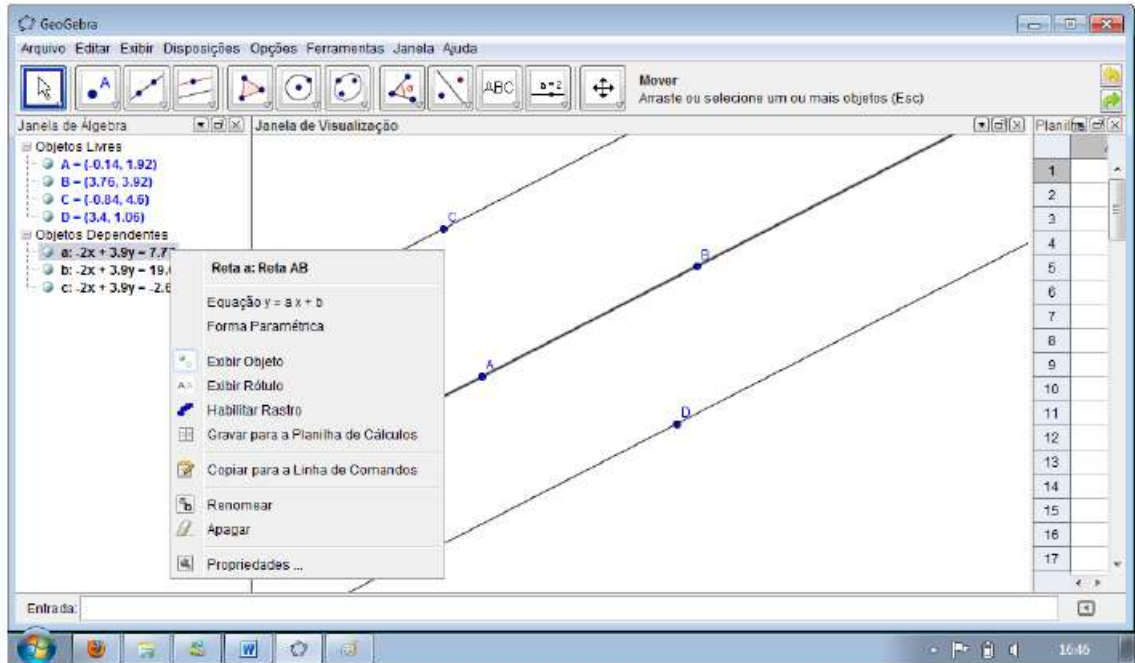 GeoGebra
Arquivo Editar Exibir Disposições Opções Ferramentas Janela Ajuda
A
ABC
a=2
Mover
Arraste ou selecione um ou mais objetos (Esc)
Janela de Álgebra
Janela de Visualização
Objetos Livres
A = (-0.14, 1.92)
B = (3.76, 3.92)
C = (-0.84, 4.6)
D = (3.4, 1.06)
Objetos Dependentes
a: -2x + 3.9y = 7.77
b: -2x + 3.9y = 19.
c: -2x + 3.9y = -2.6
Reta a: Reta AB
Equação y = a x + b
Forma Paramétrica
Exibir Objeto
Exibir Rótulo
Habilitar Rastro
Gravar para a Planilha de Cálculos
Copiar para a Linha de Comandos
Renomear
Apagar
Propriedades ...
C
B
A
D
1
2
3
4
5
6
7
8
9
10
11
12
13
14
15
16
17
Entrada:
16:46